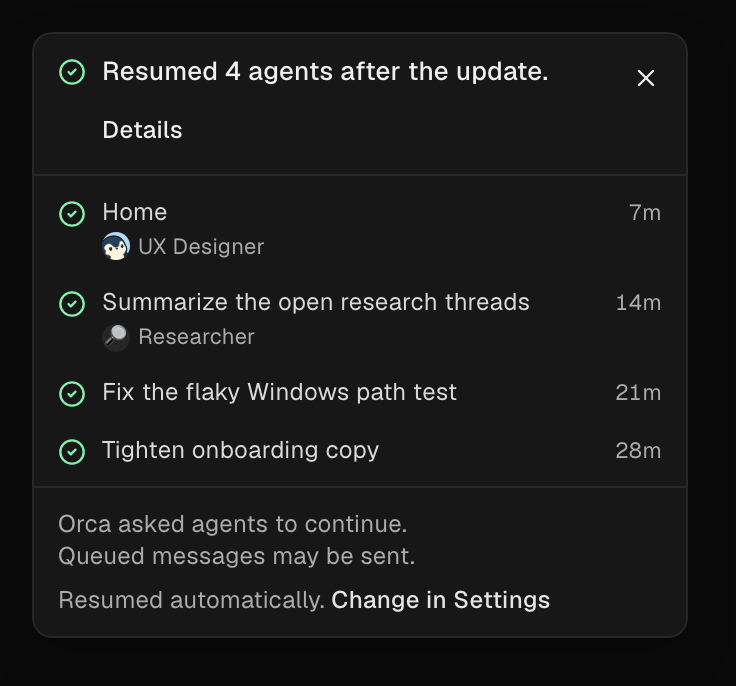 Resumed 4 agents after the update.
Details
Home
7m
UX Designer
Summarize the open research threads
14m
Researcher
Fix the flaky Windows path test
21m
Tighten onboarding copy
28m
Orca asked agents to continue.
Queued messages may be sent.
Resumed automatically. Change in Settings